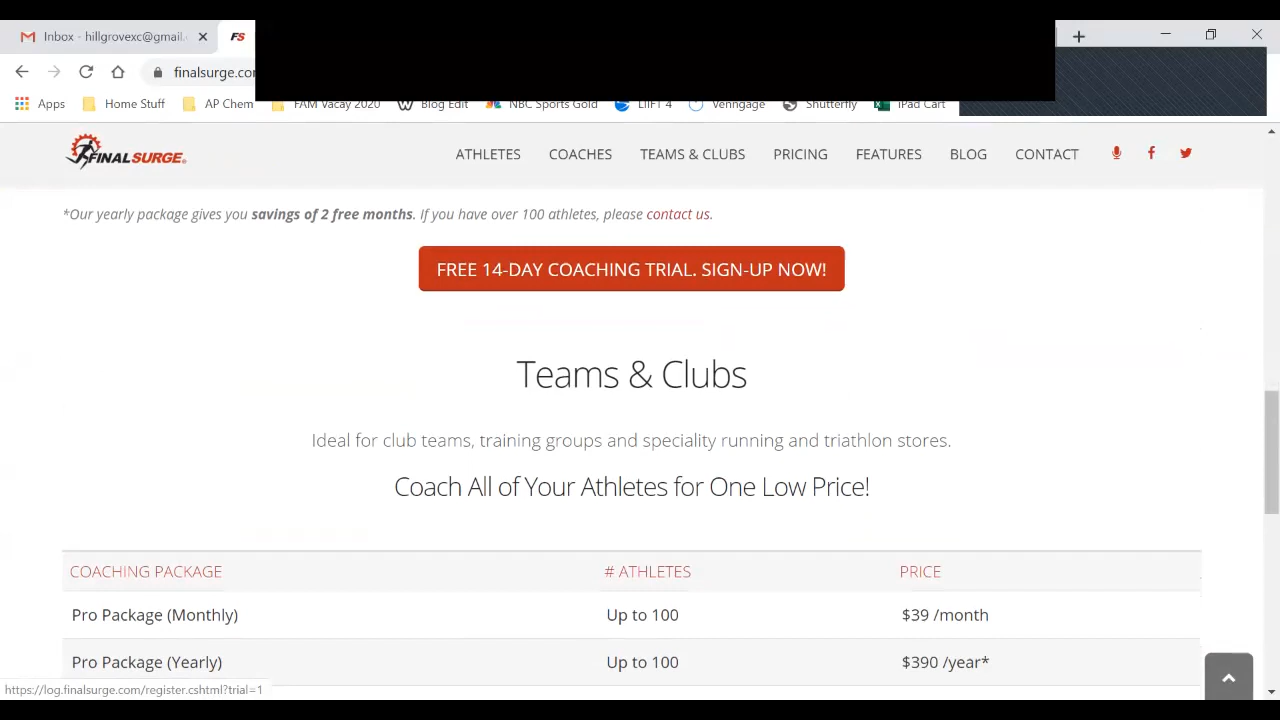 Inbox - hillgrovexc@gmail.
FS
finalsurge.co
Apps
Home Stuff
AP Chem
FAM Vacay 2020
Blog Edit
NBC Sports Gold
LIIFT 4
Venngage
Shutterfly
iPad Cart
FINALSURGE
ATHLETES COACHES TEAMS & CLUBS PRICING FEATURES BLOG CONTACT
*Our yearly package gives you savings of 2 free months. If you have over 100 athletes, please contact us.
FREE 14-DAY COACHING TRIAL. SIGN-UP NOW!
Teams & Clubs
Ideal for club teams, training groups and speciality running and triathlon stores.
Coach All of Your Athletes for One Low Price!
COACHING PACKAGE # ATHLETES PRICE
Pro Package (Monthly) Up to 100 $39 /month
Pro Package (Yearly) Up to 100 $390 /year*
https://log.finalsurge.com/register.cshtml?trial=1